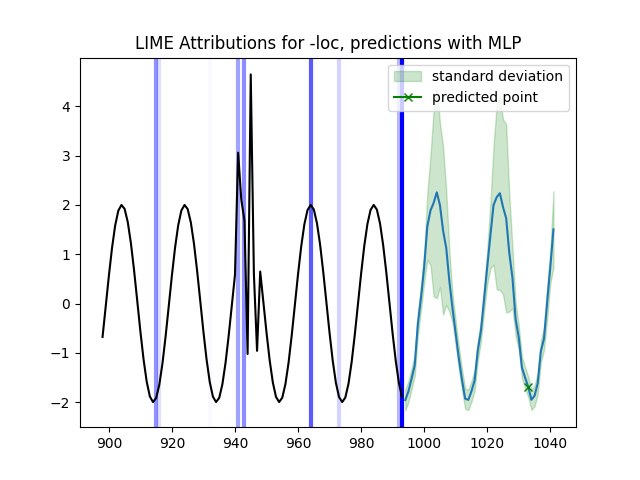 LIME Attributions for -loc, predictions with MLP
standard deviation
predicted point
4
3
2
1
0
−1
−2
900 920 940 960 980 1000 1020 1040